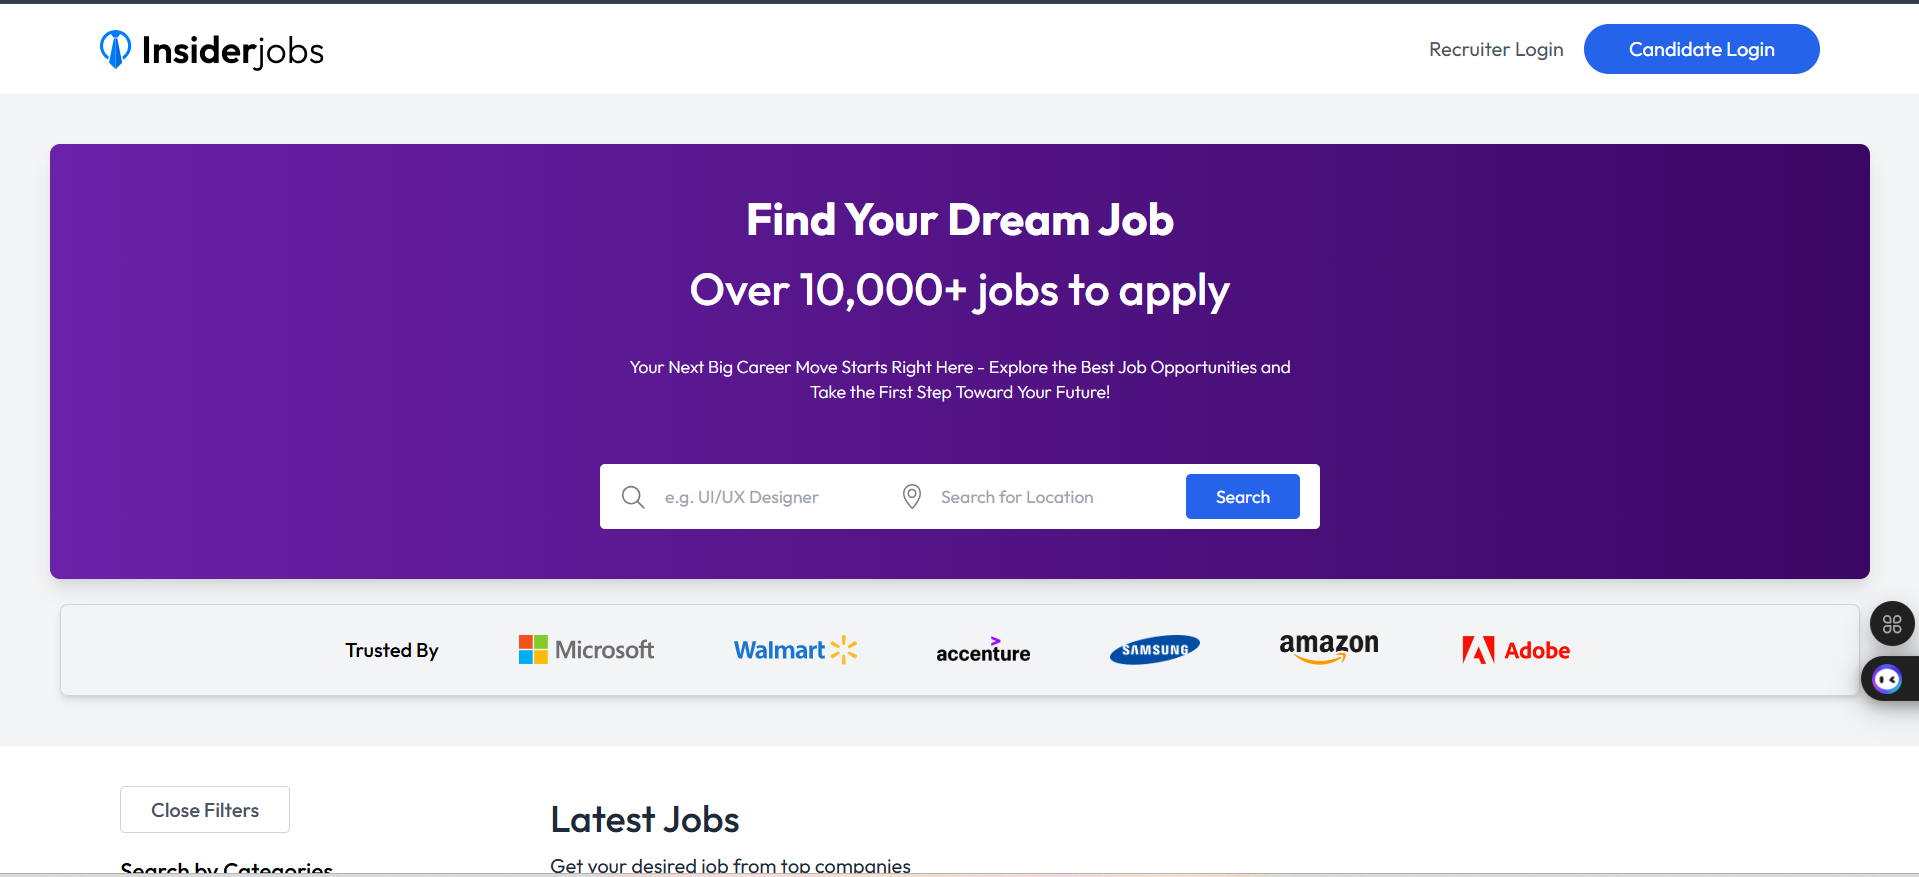 Insiderjobs
Recruiter Login
Candidate Login
Find Your Dream Job
Over 10,000+ jobs to apply
Your Next Big Career Move Starts Right Here - Explore the Best Job Opportunities and
Take the First Step Toward Your Future!
e.g. UI/UX Designer
Search for Location
Search
Trusted By
Microsoft
Walmart
accenture
SAMSUNG
amazon
Adobe
Close Filters
Latest Jobs
Search by Categories
Get your desired job from top companies